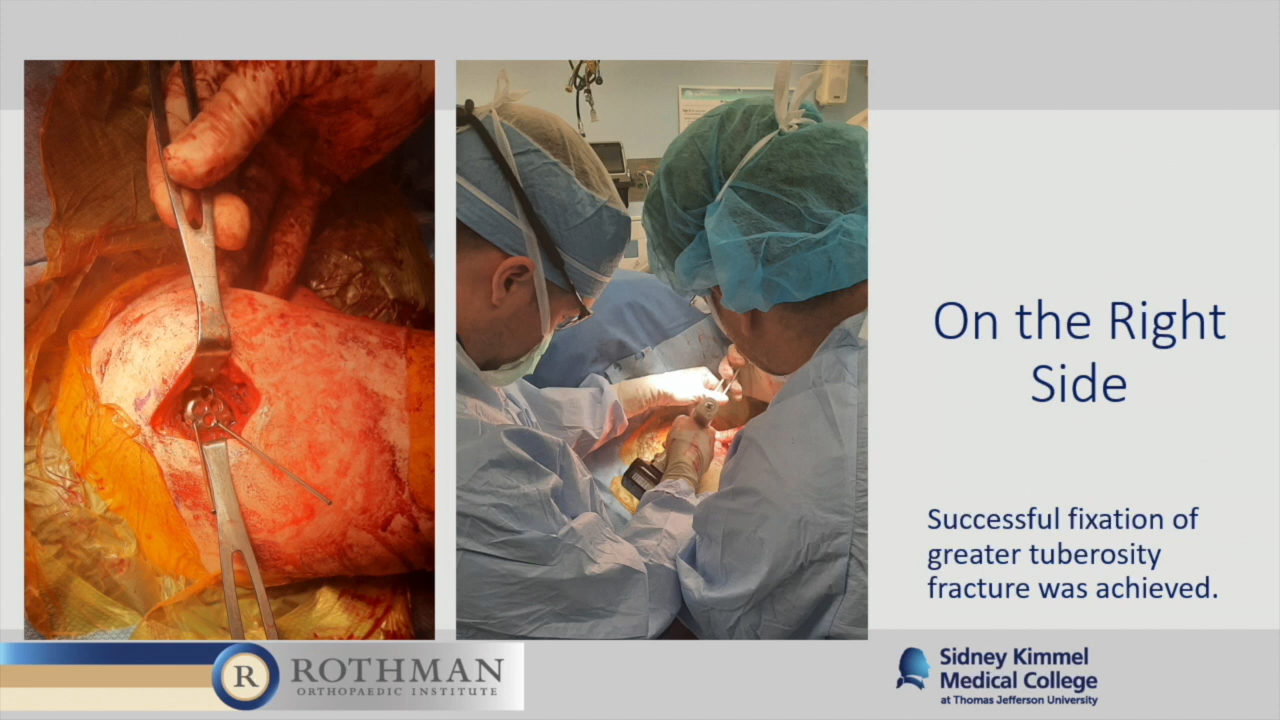 On the Right
Side
Successful fixation of
greater tuberosity
fracture was achieved.
R
ROTHMAN
ORTHOPAEDIC INSTITUTE
Sidney Kimmel
Medical College
at Thomas Jefferson University